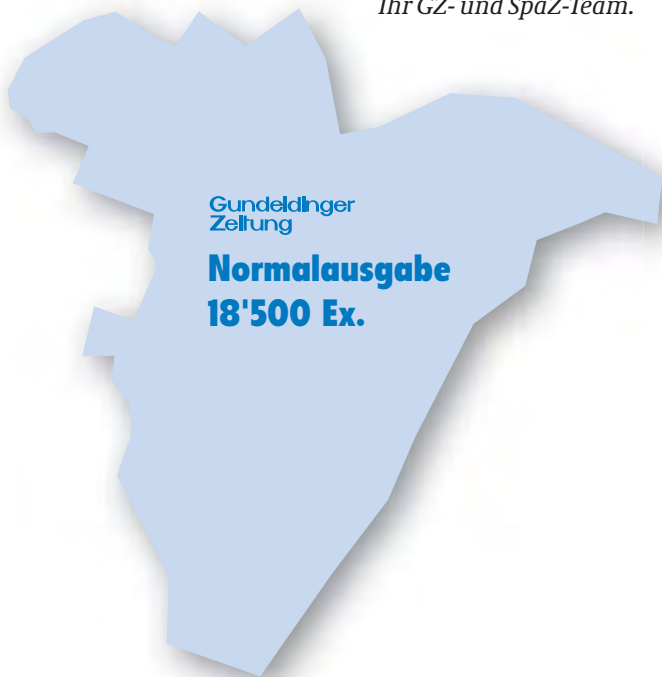 Ihr GZ- und SpaZ-Team.
Gundeldinger
Zeitung
Normalausgabe
18'500 Ex.